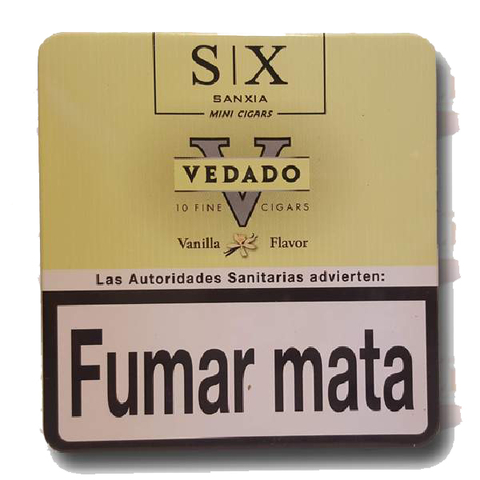 S|X
SANXIA
MINI CIGARS
V
VEDADO
10 FINE CIGARS
Vanilla Flavor
Las Autoridades Sanitarias advierten:
Fumar mata